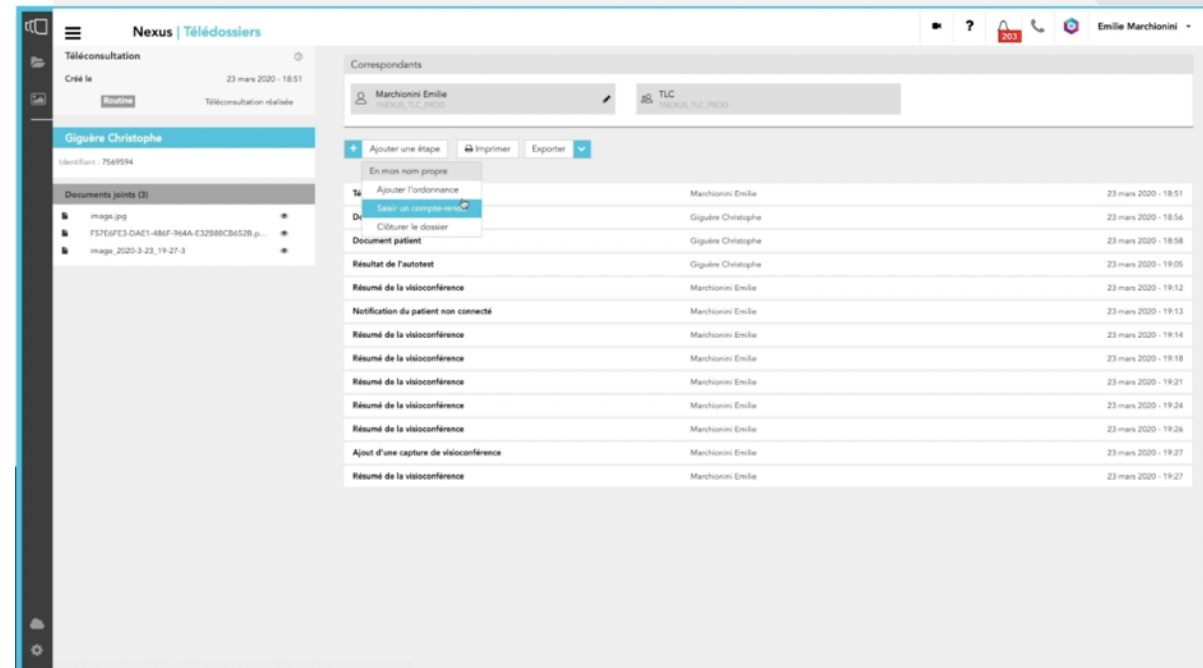 Nexus | Télédossiers
?
203
Emilie Marchionini
Téléconsultation
Créé le 23 mars 2020 - 18:51
Routine Téléconsultation réalisée
Giguère Christophe
Identifiant : 7569594
Documents joints (3)
image.jpg
F57E6FE3-DAE1-486F-964A-E32B88CB652B.p...
image_2020-3-23_19-27-3
Correspondants
Marchionini Emilie
1NEXUS_TLC_PROD
TLC
1NEXUS_TLC_PROD
+ Ajouter une étape Imprimer Exporter
En mon nom propre
Ajouter l'ordonnance
Saisir un compte-rendu
Clôturer le dossier
Té Marchionini Emilie 23 mars 2020 - 18:51
Do Giguère Christophe 23 mars 2020 - 18:56
Document patient Giguère Christophe 23 mars 2020 - 18:58
Résultat de l'autotest Giguère Christophe 23 mars 2020 - 19:05
Résumé de la visioconférence Marchionini Emilie 23 mars 2020 - 19:12
Notification du patient non connecté Marchionini Emilie 23 mars 2020 - 19:13
Résumé de la visioconférence Marchionini Emilie 23 mars 2020 - 19:14
Résumé de la visioconférence Marchionini Emilie 23 mars 2020 - 19:18
Résumé de la visioconférence Marchionini Emilie 23 mars 2020 - 19:21
Résumé de la visioconférence Marchionini Emilie 23 mars 2020 - 19:24
Résumé de la visioconférence Marchionini Emilie 23 mars 2020 - 19:26
Ajout d'une capture de visioconférence Marchionini Emilie 23 mars 2020 - 19:27
Résumé de la visioconférence Marchionini Emilie 23 mars 2020 - 19:27